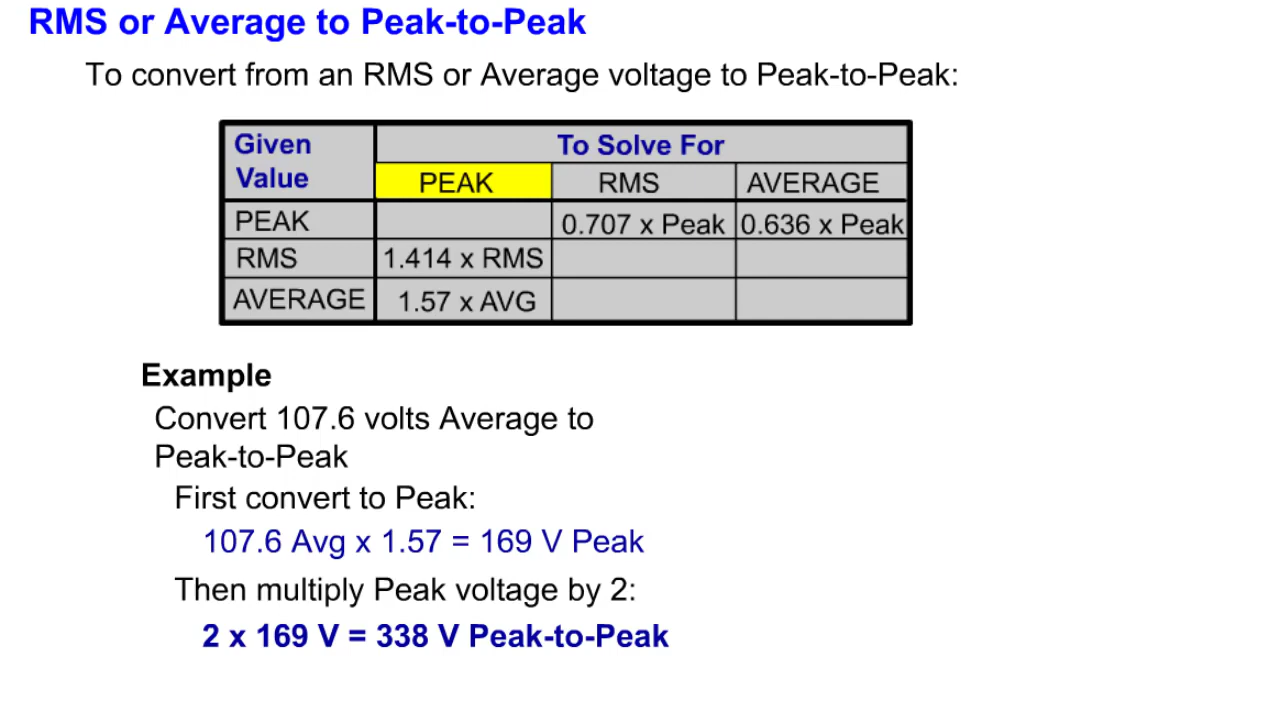 RMS or Average to Peak-to-Peak
To convert from an RMS or Average voltage to Peak-to-Peak:
Given Value To Solve For
PEAK RMS AVERAGE
PEAK 0.707 x Peak 0.636 x Peak
RMS 1.414 x RMS
AVERAGE 1.57 x AVG
Example
Convert 107.6 volts Average to
Peak-to-Peak
First convert to Peak:
107.6 Avg x 1.57 = 169 V Peak
Then multiply Peak voltage by 2:
2 x 169 V = 338 V Peak-to-Peak